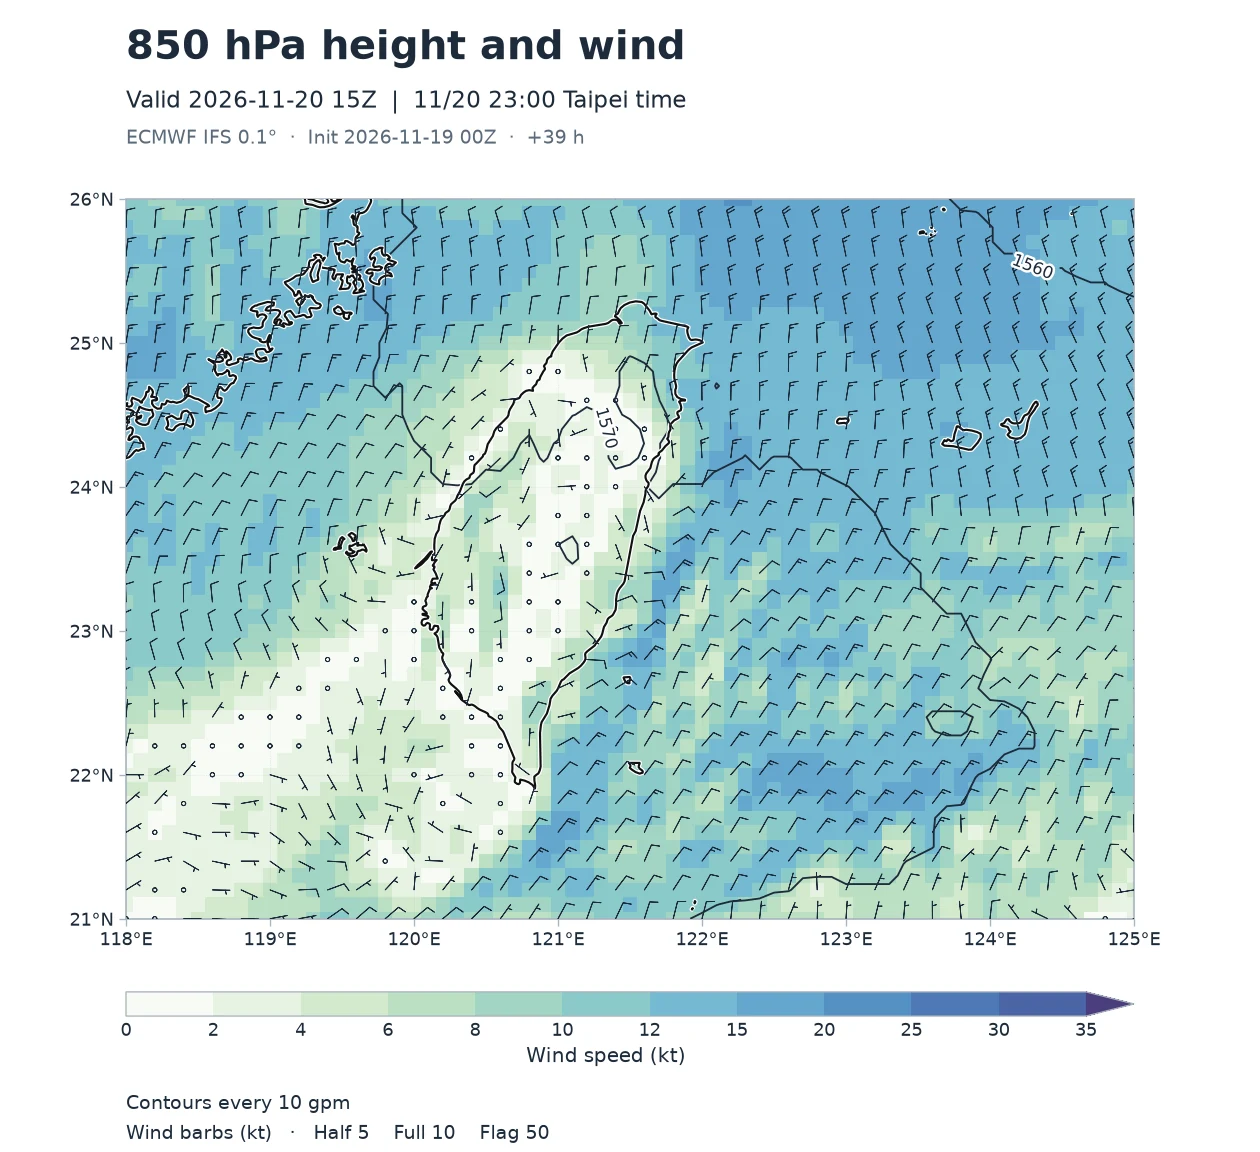 850 hPa height and wind
Valid 2026-11-20 15Z | 11/20 23:00 Taipei time
ECMWF IFS 0.1° · Init 2026-11-19 00Z · +39 h
26°N
1560
25°N
1570
24°N
23°N
22°N
21°N
118°E 119°E 120°E 121°E 122°E 123°E 124°E 125°E
0 2 4 6 8 10 12 15 20 25 30 35
Wind speed (kt)
Contours every 10 gpm
Wind barbs (kt) · Half 5 Full 10 Flag 50